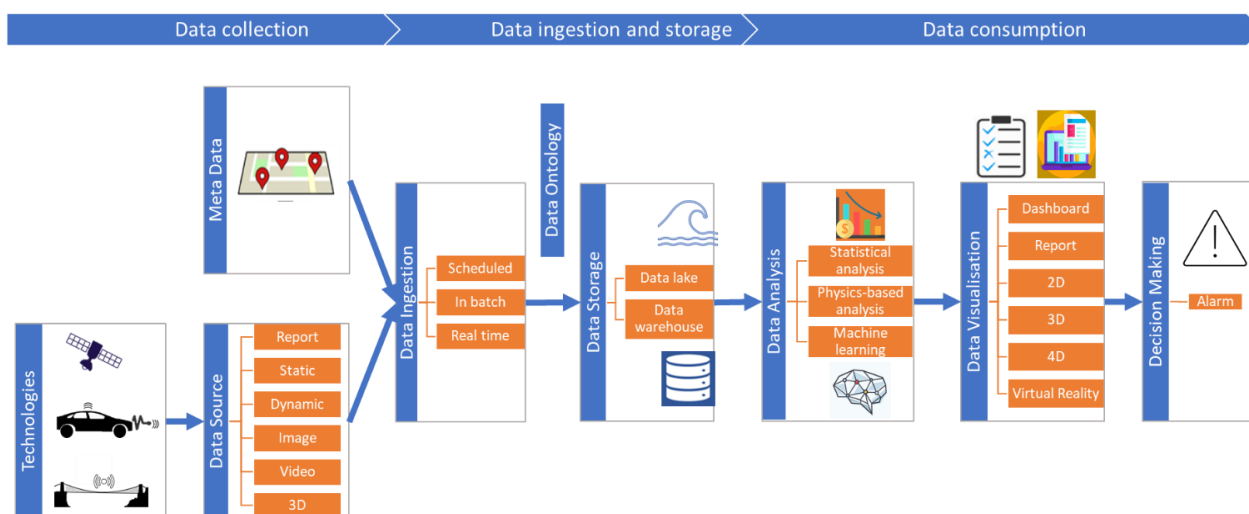 Data collection
Data ingestion and storage
Data consumption
Meta Data
Technologies
Data Source
Report
Static
Dynamic
Image
Video
3D
Data Ingestion
Scheduled
In batch
Real time
Data Ontology
Data Storage
Data lake
Data
warehouse
Data Analysis
Statistical
analysis
Physics-based
analysis
Machine
learning
Data Visualisation
Dashboard
Report
2D
3D
4D
Virtual Reality
Decision Making
Alarm